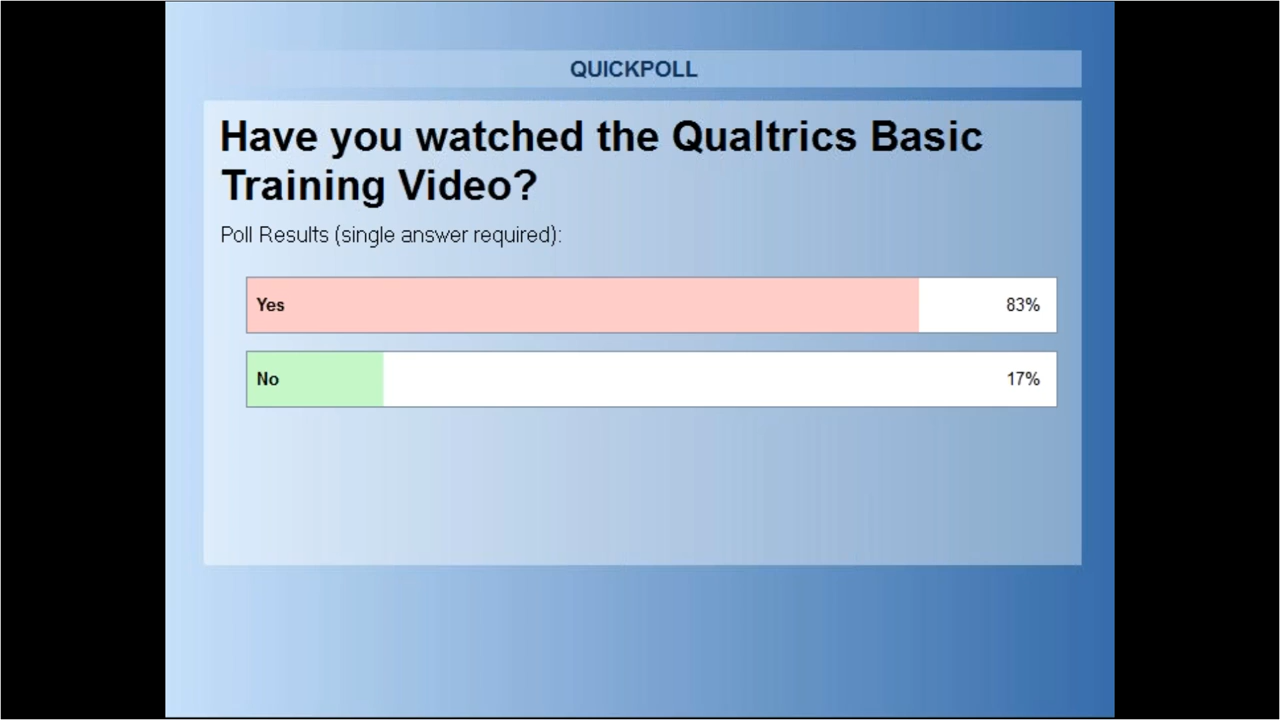 QUICKPOLL
Have you watched the Qualtrics Basic
Training Video?
Poll Results (single answer required):
Yes 83%
No 17%